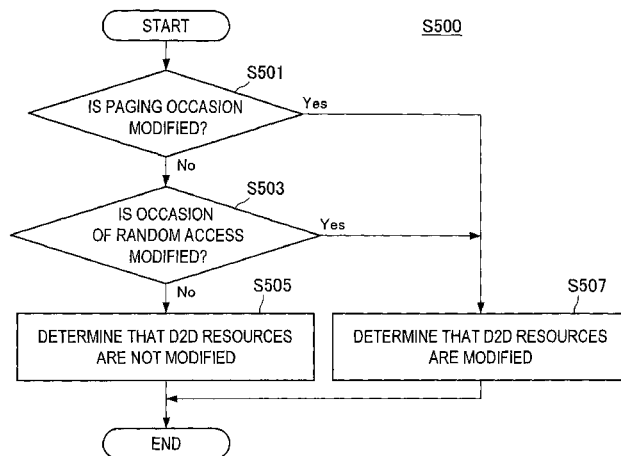 START
S500
S501
IS PAGING OCCASION
MODIFIED?
Yes
No
S503
IS OCCASION
OF RANDOM ACCESS
MODIFIED?
Yes
No
S505
DETERMINE THAT D2D RESOURCES
ARE NOT MODIFIED
S507
DETERMINE THAT D2D RESOURCES
ARE MODIFIED
END